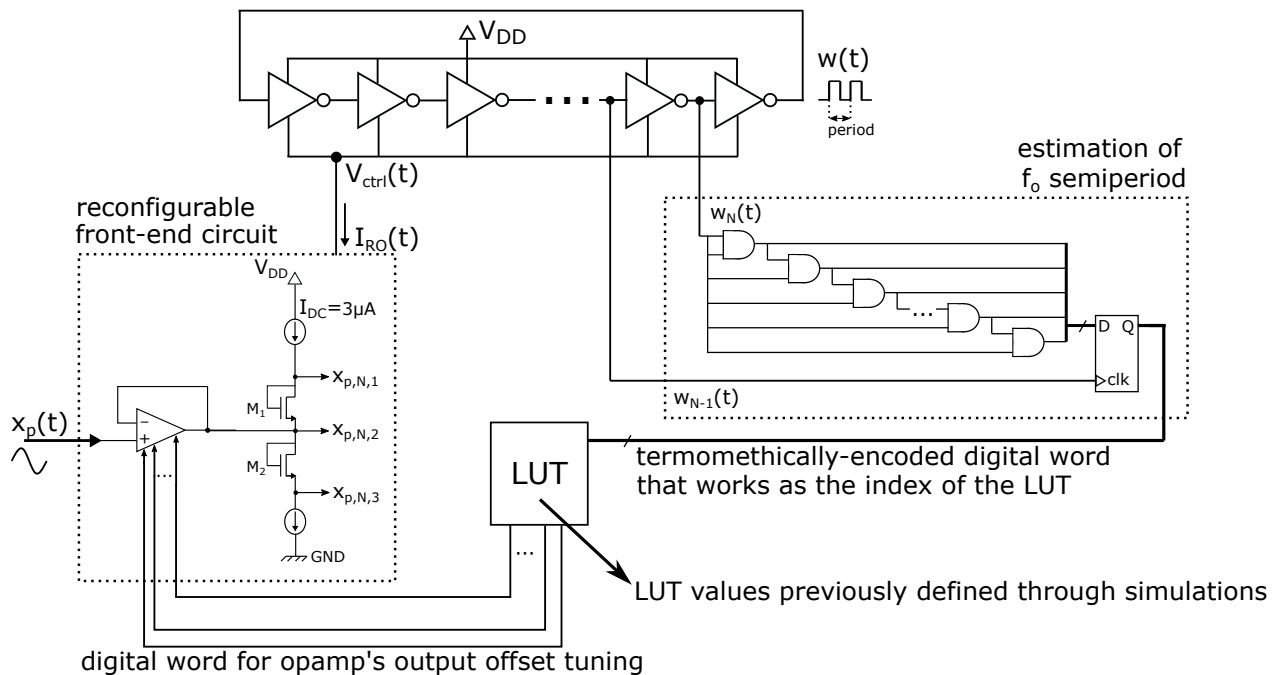 V_DD
w(t)
period
V_ctrl(t)
I_RO(t)
estimation of
f_o semiperiod
reconfigurable
front-end circuit
w_N(t)
V_DD
I_DC=3μA
...
D Q
clk
x_p,N,1
M_1
w_N-1(t)
x_p(t)
−
+
x_p,N,2
...
M_2
LUT
termomethically-encoded digital word
that works as the index of the LUT
x_p,N,3
GND
...
LUT values previously defined through simulations
digital word for opamp's output offset tuning